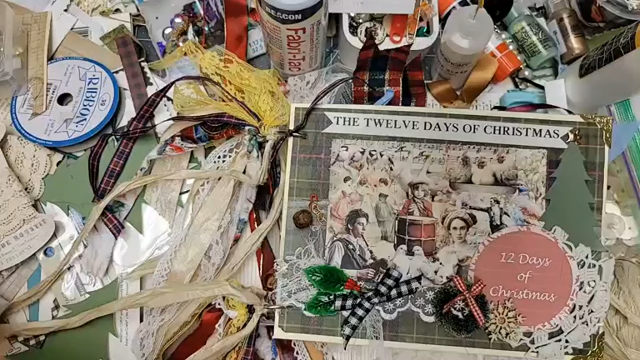 BEACON
Fabri-Tac
RIBBON
THE TWELVE DAYS OF CHRISTMAS
12 Days
of
Christmas